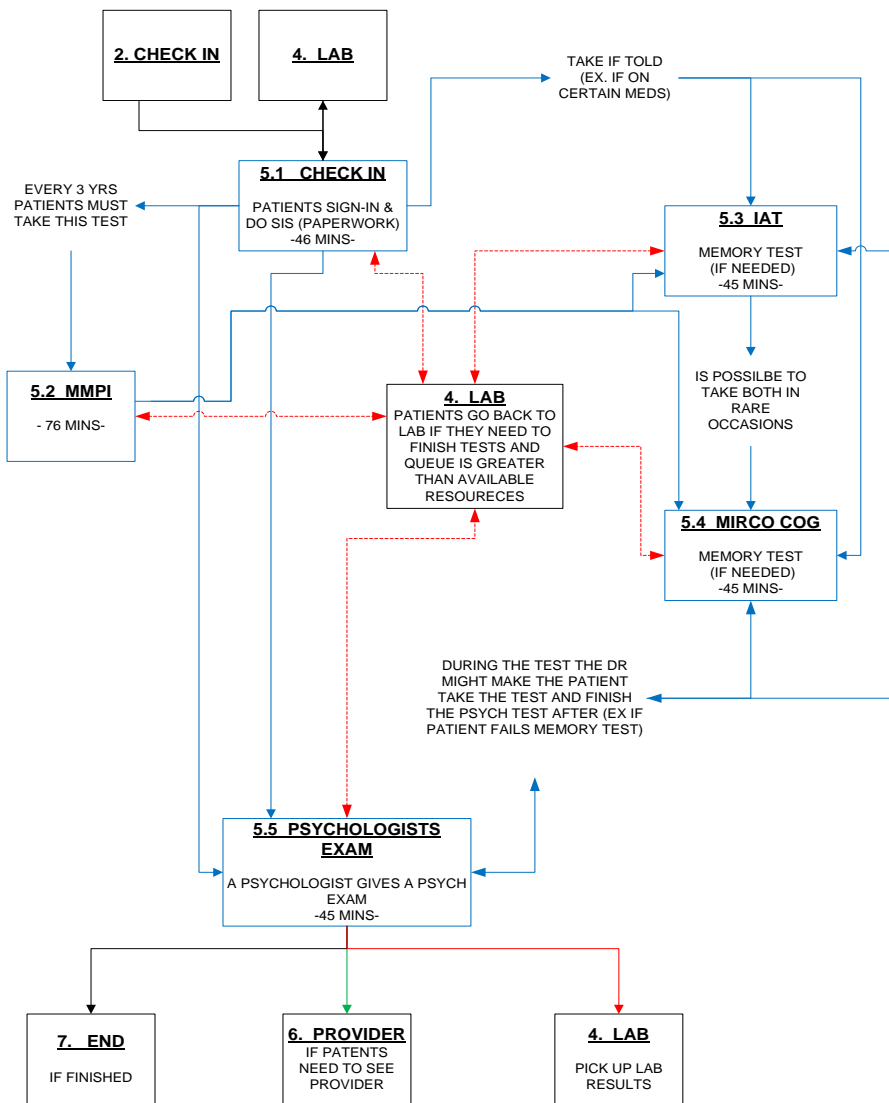 2. CHECK IN
4.  LAB
TAKE IF TOLD
(EX. IF ON
CERTAIN MEDS)
5.1  CHECK IN
PATIENTS SIGN-IN &
DO SIS (PAPERWORK)
-46 MINS-
EVERY 3 YRS
PATIENTS MUST
TAKE THIS TEST
5.3  IAT
MEMORY TEST
(IF NEEDED)
-45 MINS-
5.2  MMPI
- 76 MINS-
4.  LAB
PATIENTS GO BACK TO
LAB IF THEY NEED TO
FINISH TESTS AND
QUEUE IS GREATER
THAN AVAILABLE
RESOURECES
IS POSSILBE TO
TAKE BOTH IN
RARE
OCCASIONS
5.4  MIRCO COG
MEMORY TEST
(IF NEEDED)
-45 MINS-
DURING THE TEST THE DR
MIGHT MAKE THE PATIENT
TAKE THE TEST AND FINISH
THE PSYCH TEST AFTER (EX IF
PATIENT FAILS MEMORY TEST)
5.5  PSYCHOLOGISTS
EXAM
A PSYCHOLOGIST GIVES A PSYCH
EXAM
-45 MINS-
7.  END
IF FINISHED
6.  PROVIDER
IF PATENTS
NEED TO SEE
PROVIDER
4.  LAB
PICK UP LAB
RESULTS